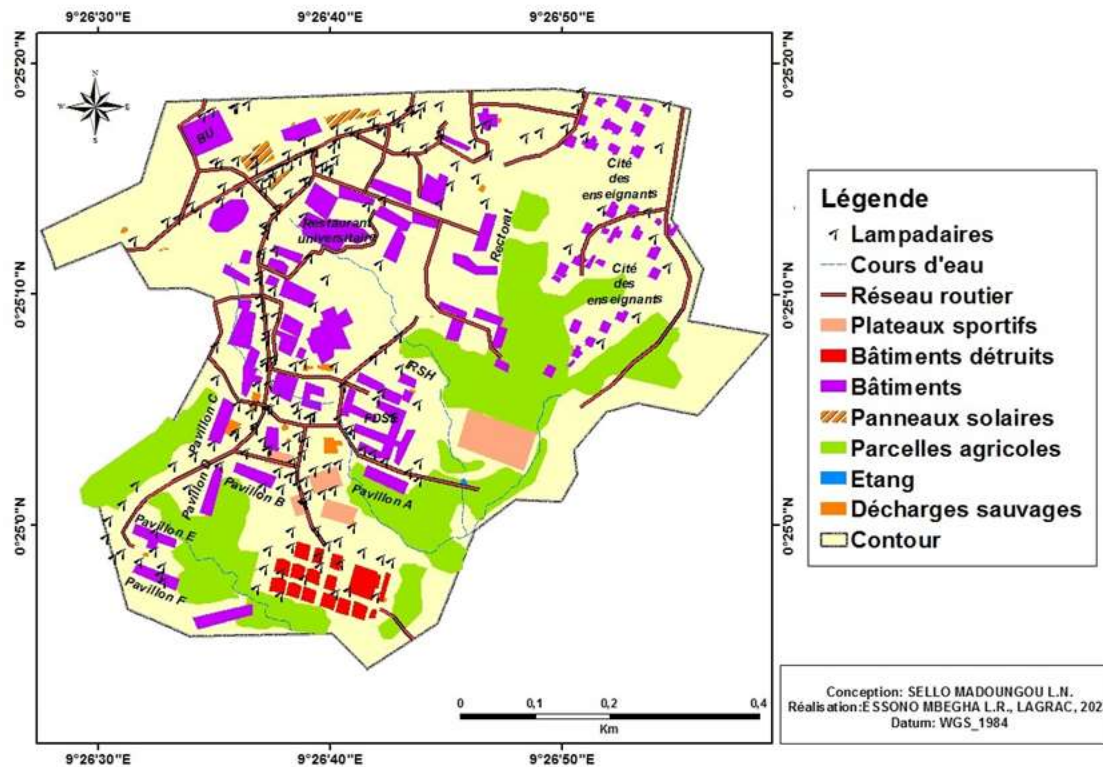 9°26'30"E 9°26'40"E 9°26'50"E
0°25'20"N
0°25'20"N
N
W E
S
BU
Cité
des
enseignants
Restaurant
universitaire
Rectorat
Cité
des
enseignants
0°25'10"N
0°25'10"N
IRSH
FDSE
Pavillon C
Pavillon D
Pavillon B
Pavillon A
Pavillon E
Pavillon F
0°25'0"N
0°25'0"N
Légende
Lampadaires
Cours d'eau
Réseau routier
Plateaux sportifs
Bâtiments détruits
Bâtiments
Panneaux solaires
Parcelles agricoles
Etang
Décharges sauvages
Contour
0 0,1 0,2 0,4
Km
Conception: SELLO MADOUNGOU L.N.
Réalisation:ESSONO MBEGHA L.R., LAGRAC, 202
Datum: WGS_1984
9°26'30"E 9°26'40"E 9°26'50"E